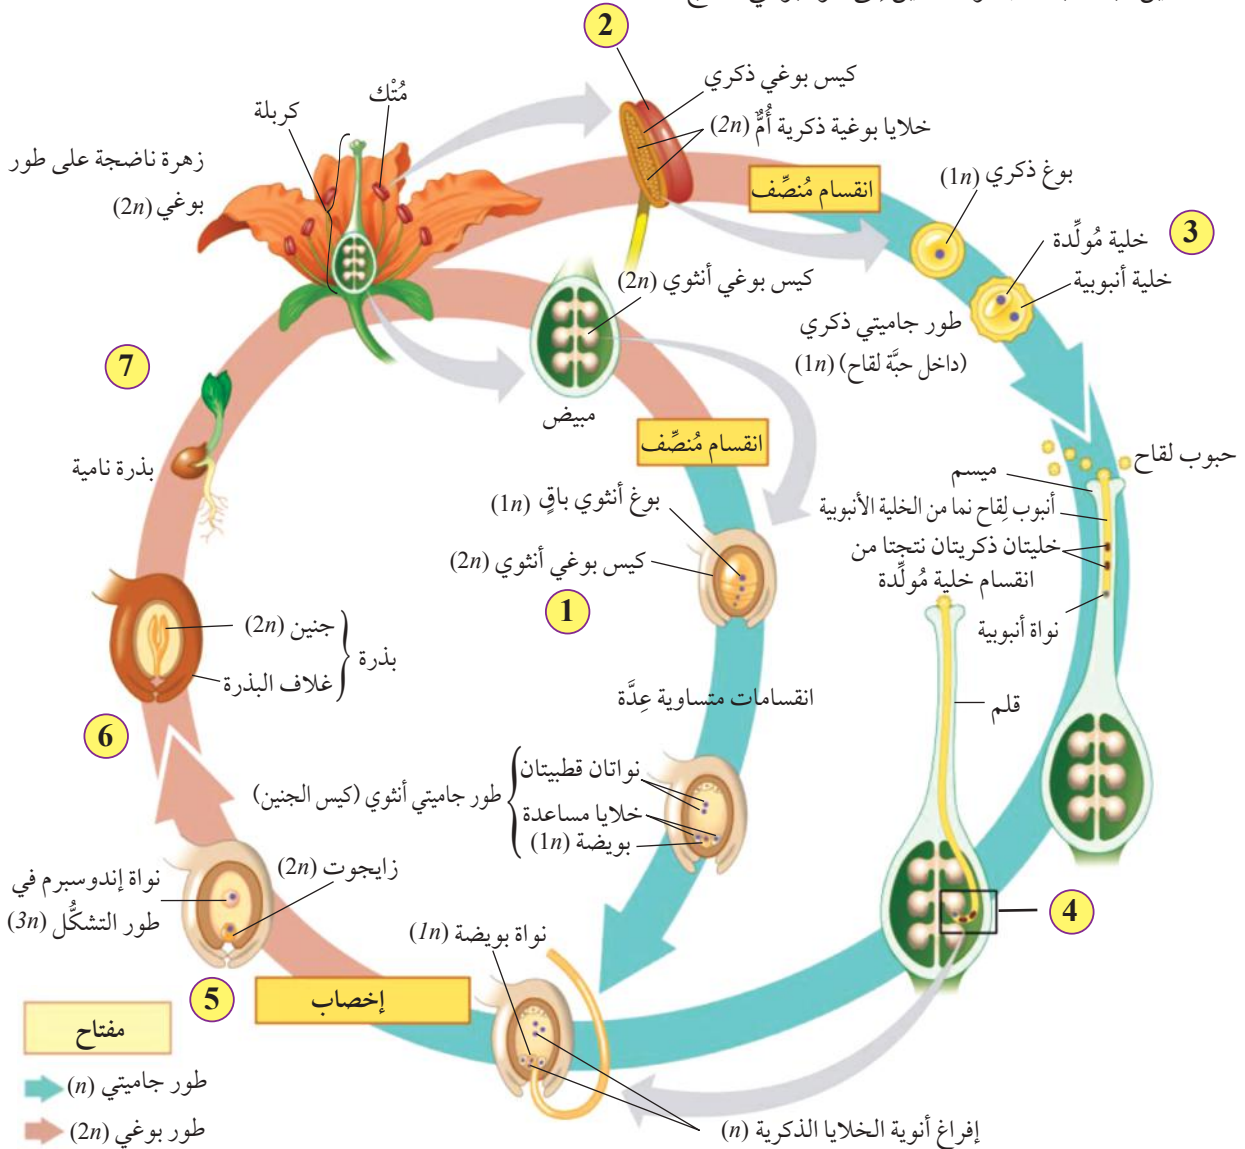 2
كيس بوغي ذكري
خلايا بوغية ذكرية أُمٌّ (2n)
مُتْك
كربلة
زهرة ناضجة على طور
بوغي (2n)
انقسام مُنصِّف
بوغ ذكري (1n)
3
خلية مُولِّدة
خلية أنبوبية
طور جاميتي ذكري
(داخل حبَّة لقاح) (1n)
كيس بوغي أنثوي (2n)
مبيض
انقسام مُنصِّف
حبوب لقاح
ميسم
أنبوب لِقاح نما من الخلية الأنبوبية
خليتان ذكريتان نتجتا من
انقسام خلية مُولِّدة
نواة أنبوبية
قلم
بوغ أنثوي باقٍ (1n)
كيس بوغي أنثوي (2n)
1
انقسامات متساوية عِدَّة
نواتان قطبيتان
خلايا مساعدة
بويضة (1n)
طور جاميتي أنثوي (كيس الجنين)
4
نواة بويضة (1n)
إفراغ أنوية الخلايا الذكرية (n)
إخصاب
5
زايجوت (2n)
نواة إندوسبرم في
طور التشكُّل (3n)
6
جنين (2n)
غلاف البذرة
بذرة
7
بذرة نامية
مفتاح
طور جاميتي (n)
طور بوغي (2n)